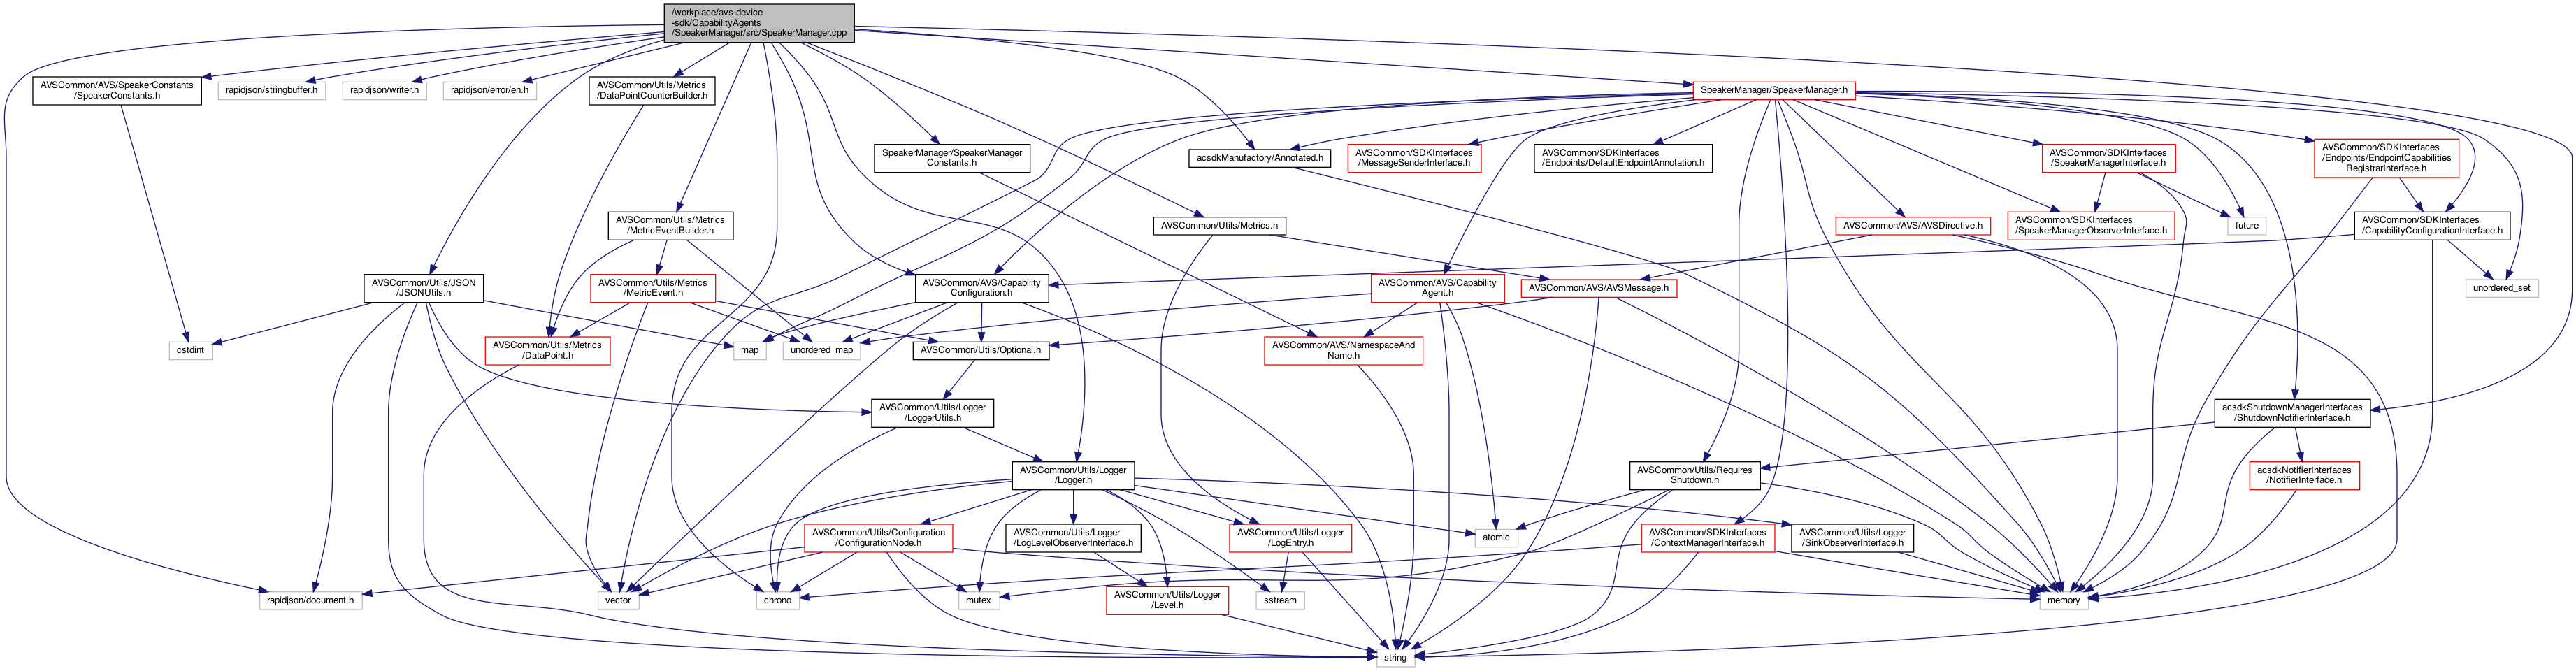 /workplace/avs-device
-sdk/CapabilityAgents
/SpeakerManager/src/SpeakerManager.cpp
AVSCommon/AVS/SpeakerConstants
/SpeakerConstants.h
rapidjson/stringbuffer.h
rapidjson/writer.h
rapidjson/error/en.h
AVSCommon/Utils/Metrics
/DataPointCounterBuilder.h
SpeakerManager/SpeakerManager.h
SpeakerManager/SpeakerManager
Constants.h
acsdkManufactory/Annotated.h
AVSCommon/SDKInterfaces
/MessageSenderInterface.h
AVSCommon/SDKInterfaces
/Endpoints/DefaultEndpointAnnotation.h
AVSCommon/SDKInterfaces
/SpeakerManagerInterface.h
AVSCommon/SDKInterfaces
/Endpoints/EndpointCapabilities
RegistrarInterface.h
AVSCommon/Utils/Metrics
/MetricEventBuilder.h
AVSCommon/Utils/Metrics.h
AVSCommon/AVS/AVSDirective.h
AVSCommon/SDKInterfaces
/SpeakerManagerObserverInterface.h
future
AVSCommon/SDKInterfaces
/CapabilityConfigurationInterface.h
AVSCommon/Utils/JSON
/JSONUtils.h
AVSCommon/Utils/Metrics
/MetricEvent.h
AVSCommon/AVS/Capability
Configuration.h
AVSCommon/AVS/Capability
Agent.h
AVSCommon/AVS/AVSMessage.h
unordered_set
cstdint
AVSCommon/Utils/Metrics
/DataPoint.h
map
unordered_map
AVSCommon/Utils/Optional.h
AVSCommon/AVS/NamespaceAnd
Name.h
AVSCommon/Utils/Logger
/LoggerUtils.h
acsdkShutdownManagerInterfaces
/ShutdownNotifierInterface.h
AVSCommon/Utils/Logger
/Logger.h
AVSCommon/Utils/Requires
Shutdown.h
acsdkNotifierInterfaces
/NotifierInterface.h
AVSCommon/Utils/Configuration
/ConfigurationNode.h
AVSCommon/Utils/Logger
/LogLevelObserverInterface.h
AVSCommon/Utils/Logger
/LogEntry.h
atomic
AVSCommon/SDKInterfaces
/ContextManagerInterface.h
AVSCommon/Utils/Logger
/SinkObserverInterface.h
rapidjson/document.h
vector
chrono
mutex
AVSCommon/Utils/Logger
/Level.h
sstream
memory
string